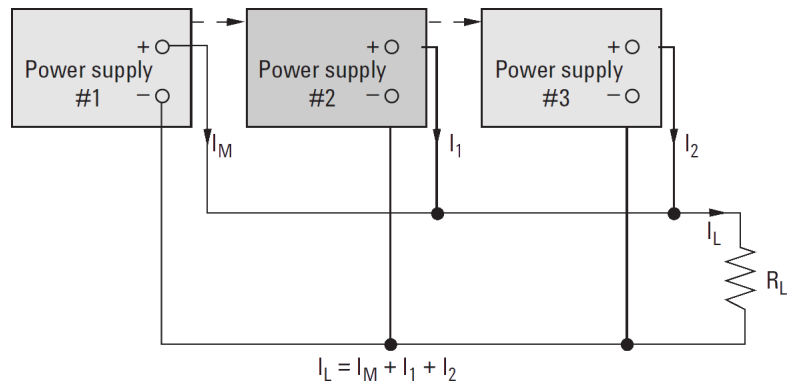 +
Power supply
#1 −
+
Power supply
#2 −
+
Power supply
#3 −
I_M
I_1
I_2
I_L
R_L
I_L = I_M + I_1 + I_2